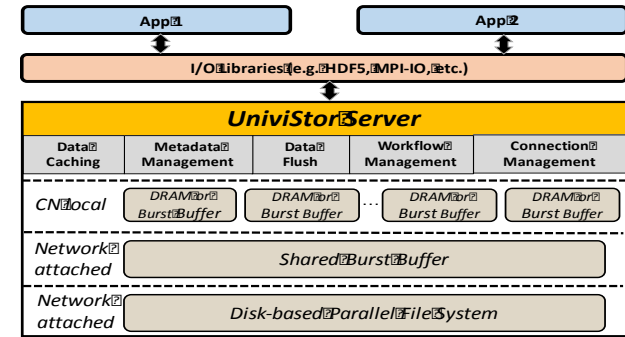 App 1
App 2
I/O Libraries (e.g. HDF5, MPI-IO, etc.)
UniviStor Server
Data
Caching
Metadata
Management
Data
Flush
Workflow
Management
Connection
Management
CN local
DRAM or
Burst Buffer
DRAM or
Burst Buffer
...
DRAM or
Burst Buffer
DRAM or
Burst Buffer
Network
attached
Shared Burst Buffer
Network
attached
Disk-based Parallel File System